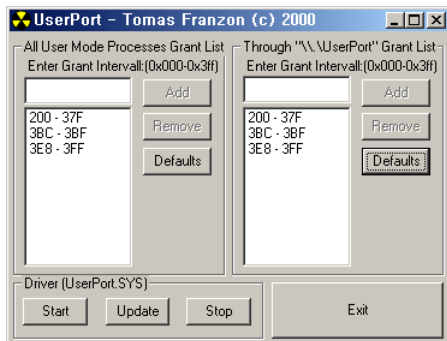 UserPort - Tomas Franzon (c) 2000
All User Mode Processes Grant List
Enter Grant Intervall:(0x000-0x3ff)
Add
200 - 37F
3BC - 3BF
3E8 - 3FF
Remove
Defaults
Through "\\.\UserPort" Grant List
Enter Grant Intervall:(0x000-0x3ff)
Add
200 - 37F
3BC - 3BF
3E8 - 3FF
Remove
Defaults
Driver (UserPort.SYS)
Start
Update
Stop
Exit